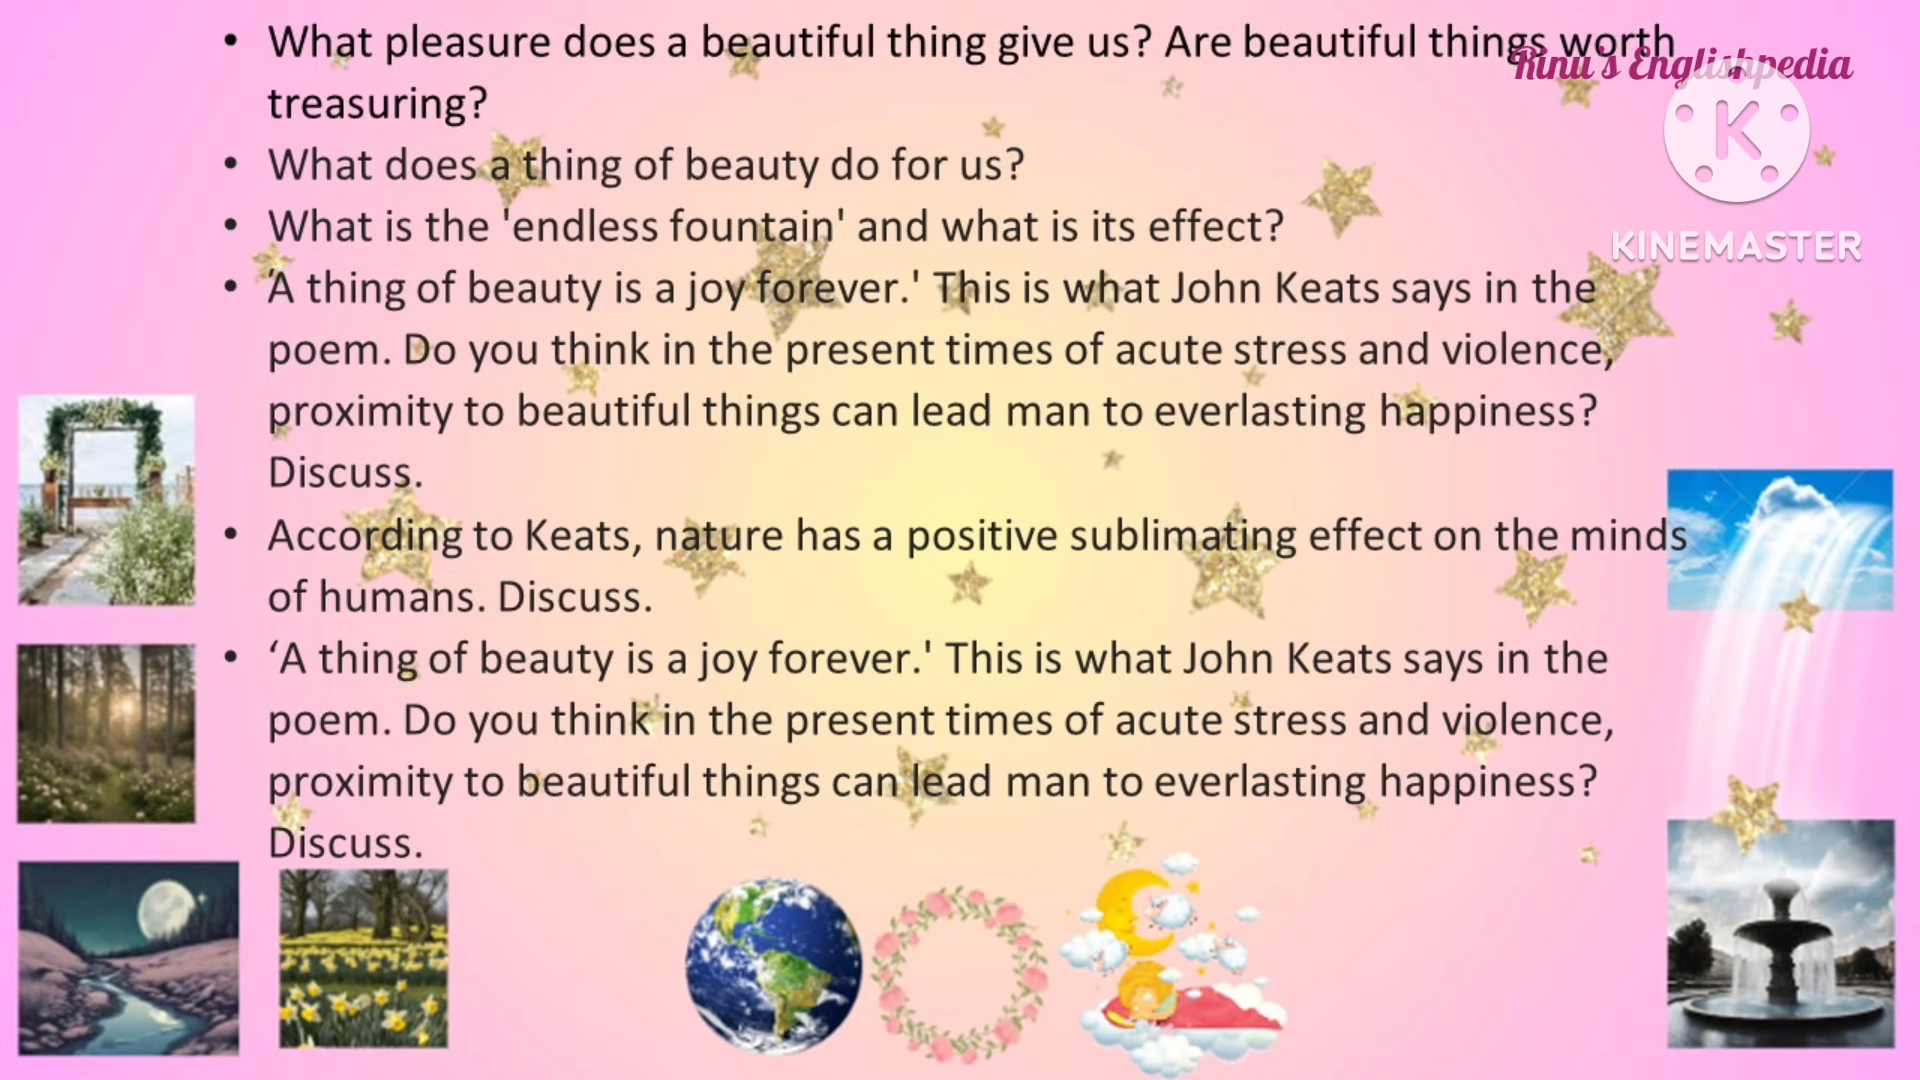 • What pleasure does a beautiful thing give us? Are beautiful things worth
treasuring?
• What does a thing of beauty do for us?
• What is the 'endless fountain' and what is its effect?
• 'A thing of beauty is a joy forever.' This is what John Keats says in the
poem. Do you think in the present times of acute stress and violence,
proximity to beautiful things can lead man to everlasting happiness?
Discuss.
• According to Keats, nature has a positive sublimating effect on the minds
of humans. Discuss.
• ‘A thing of beauty is a joy forever.' This is what John Keats says in the
poem. Do you think in the present times of acute stress and violence,
proximity to beautiful things can lead man to everlasting happiness?
Discuss.
Rinu's Englishpedia
K
KINEMASTER